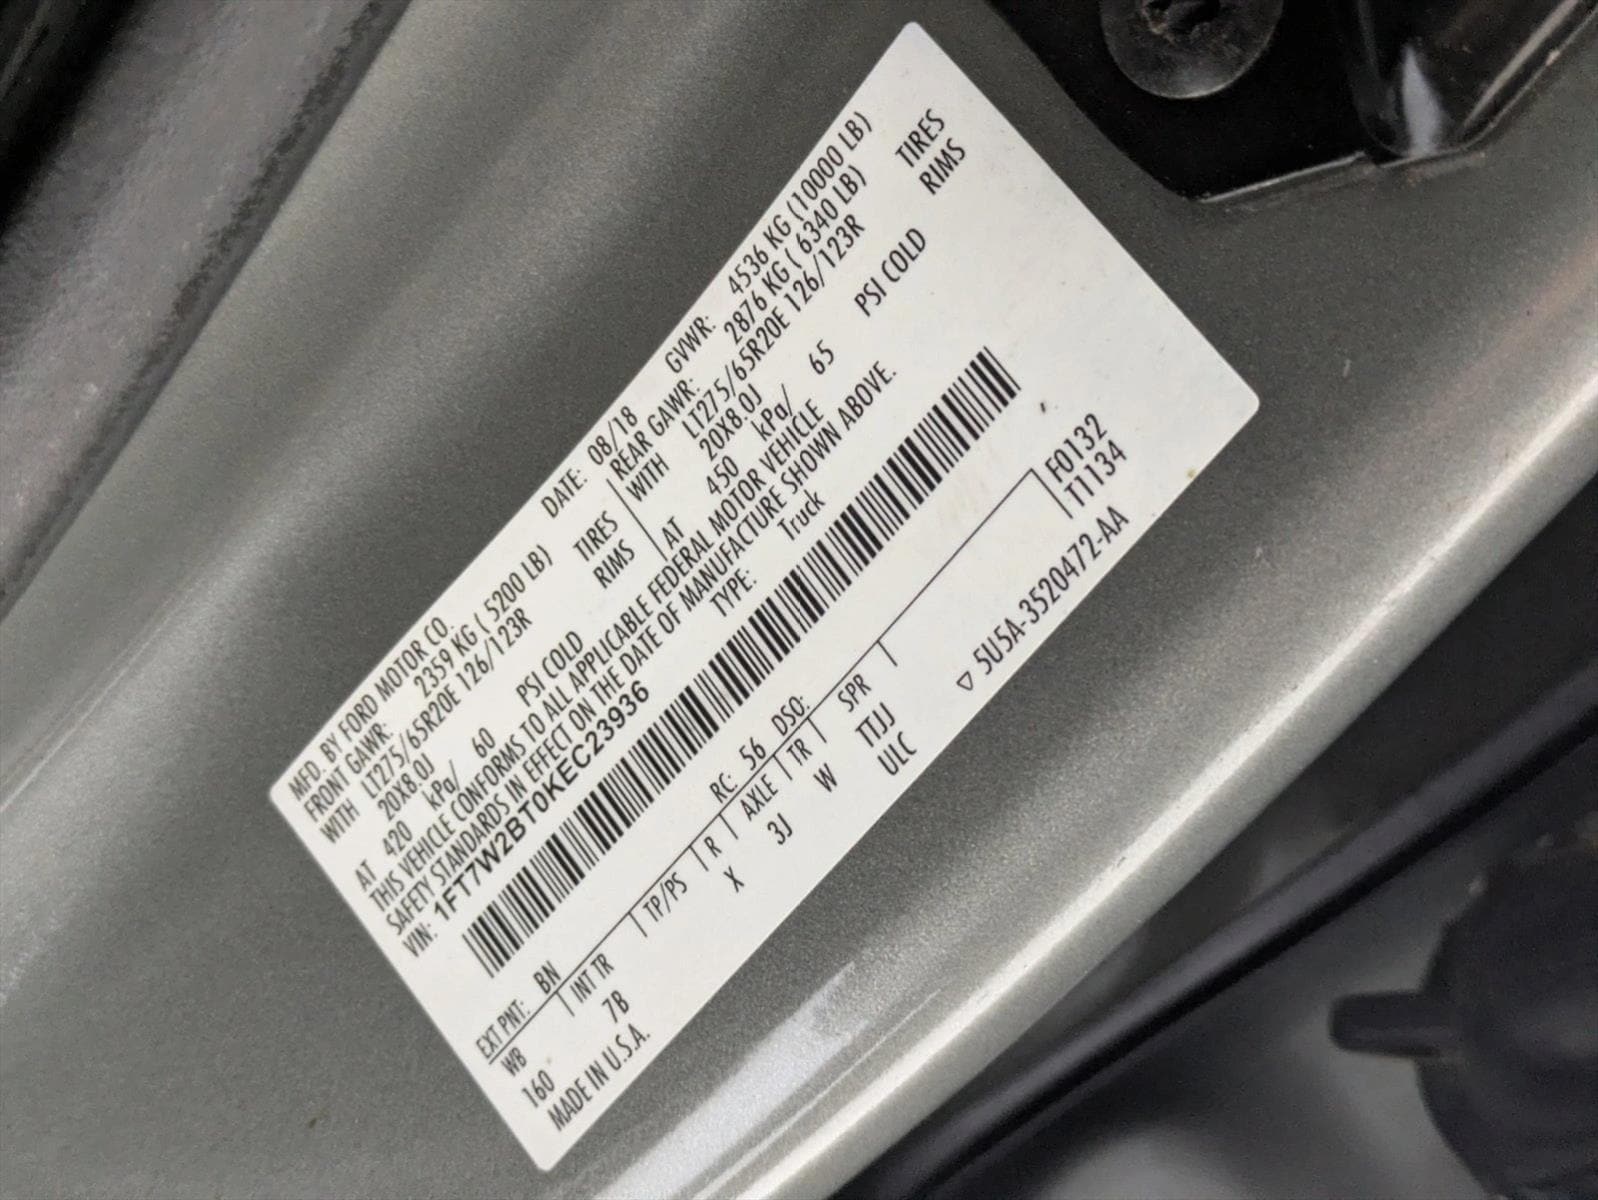 MFD. BY FORD MOTOR CO. DATE: 08/18 GVWR: 4536 KG (10000 LB)
FRONT GAWR: 2359 KG ( 5200 LB) REAR GAWR: 2876 KG ( 6340 LB)
WITH LT275/65R20E 126/123R TIRES WITH LT275/65R20E 126/123R TIRES
20X8.0J RIMS 20X8.0J RIMS
AT 420 kPa/ 60 PSI COLD AT 450 kPa/ 65 PSI COLD
THIS VEHICLE CONFORMS TO ALL APPLICABLE FEDERAL MOTOR VEHICLE
SAFETY STANDARDS IN EFFECT ON THE DATE OF MANUFACTURE SHOWN ABOVE.
VIN: 1FT7W2BT0KEC23936 TYPE: Truck
EXT PNT: BN RC: 56 DSO: F0132
WB INT TR TP/PS R AXLE TR SPR T1134
160 7B X 3J W TJJJ
MADE IN U.S.A. ULC
▽ 5U5A-3520472-AA